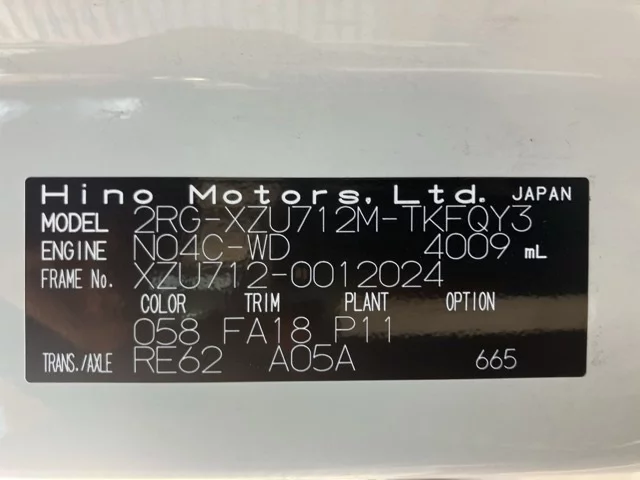 Hino Motors, Ltd. JAPAN
MODEL 2RG-XZU712M-TKFQY3
ENGINE N04C-WD 4009 mL
FRAME No. XZU712-0012024
COLOR TRIM PLANT OPTION
058 FA18 P11
TRANS./AXLE RE62 A05A 665